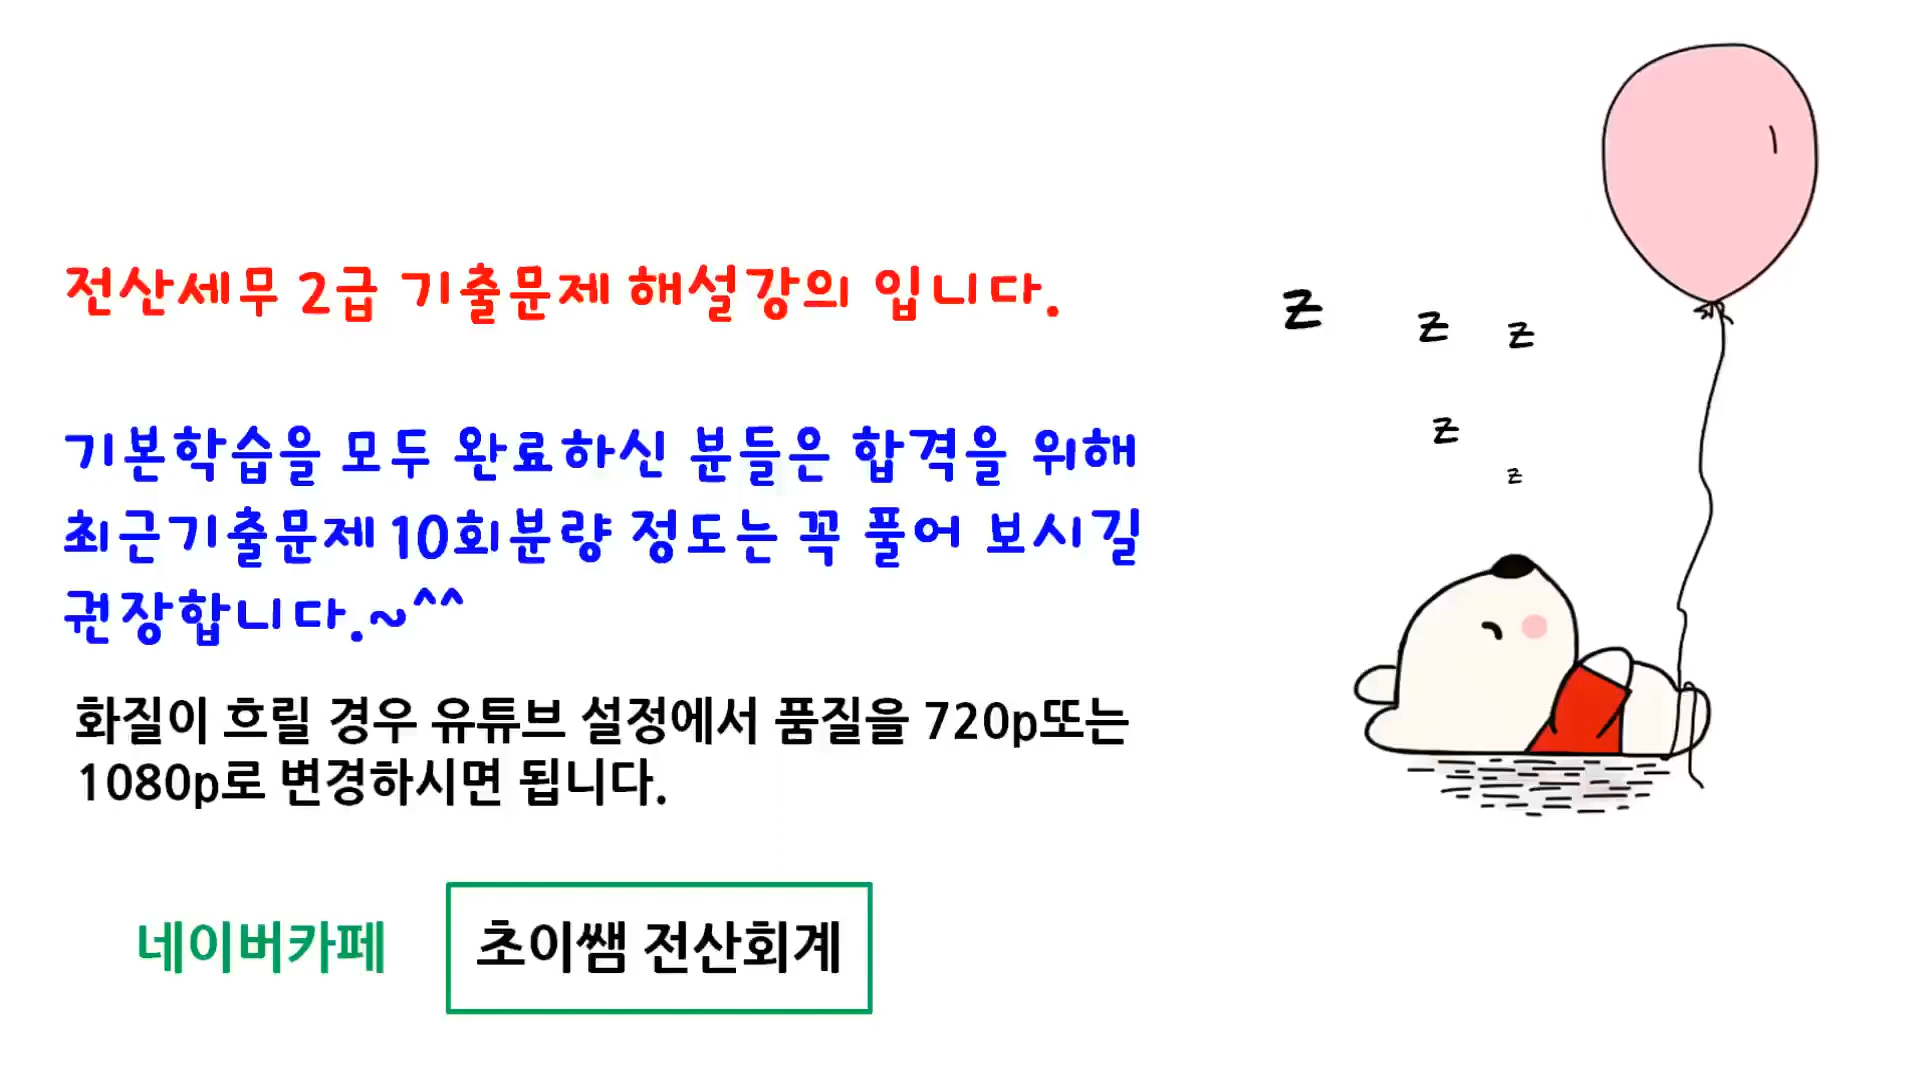 전산세무 2급 기출문제 해설강의 입니다.
기본학습을 모두 완료하신 분들은 합격을 위해
최근기출문제 10회분량 정도는 꼭 풀어 보시길
권장합니다.~^^
화질이 흐릴 경우 유튜브 설정에서 품질을 720p또는
1080p로 변경하시면 됩니다.
네이버카페 초이쌤 전산회계
z z z
z
z